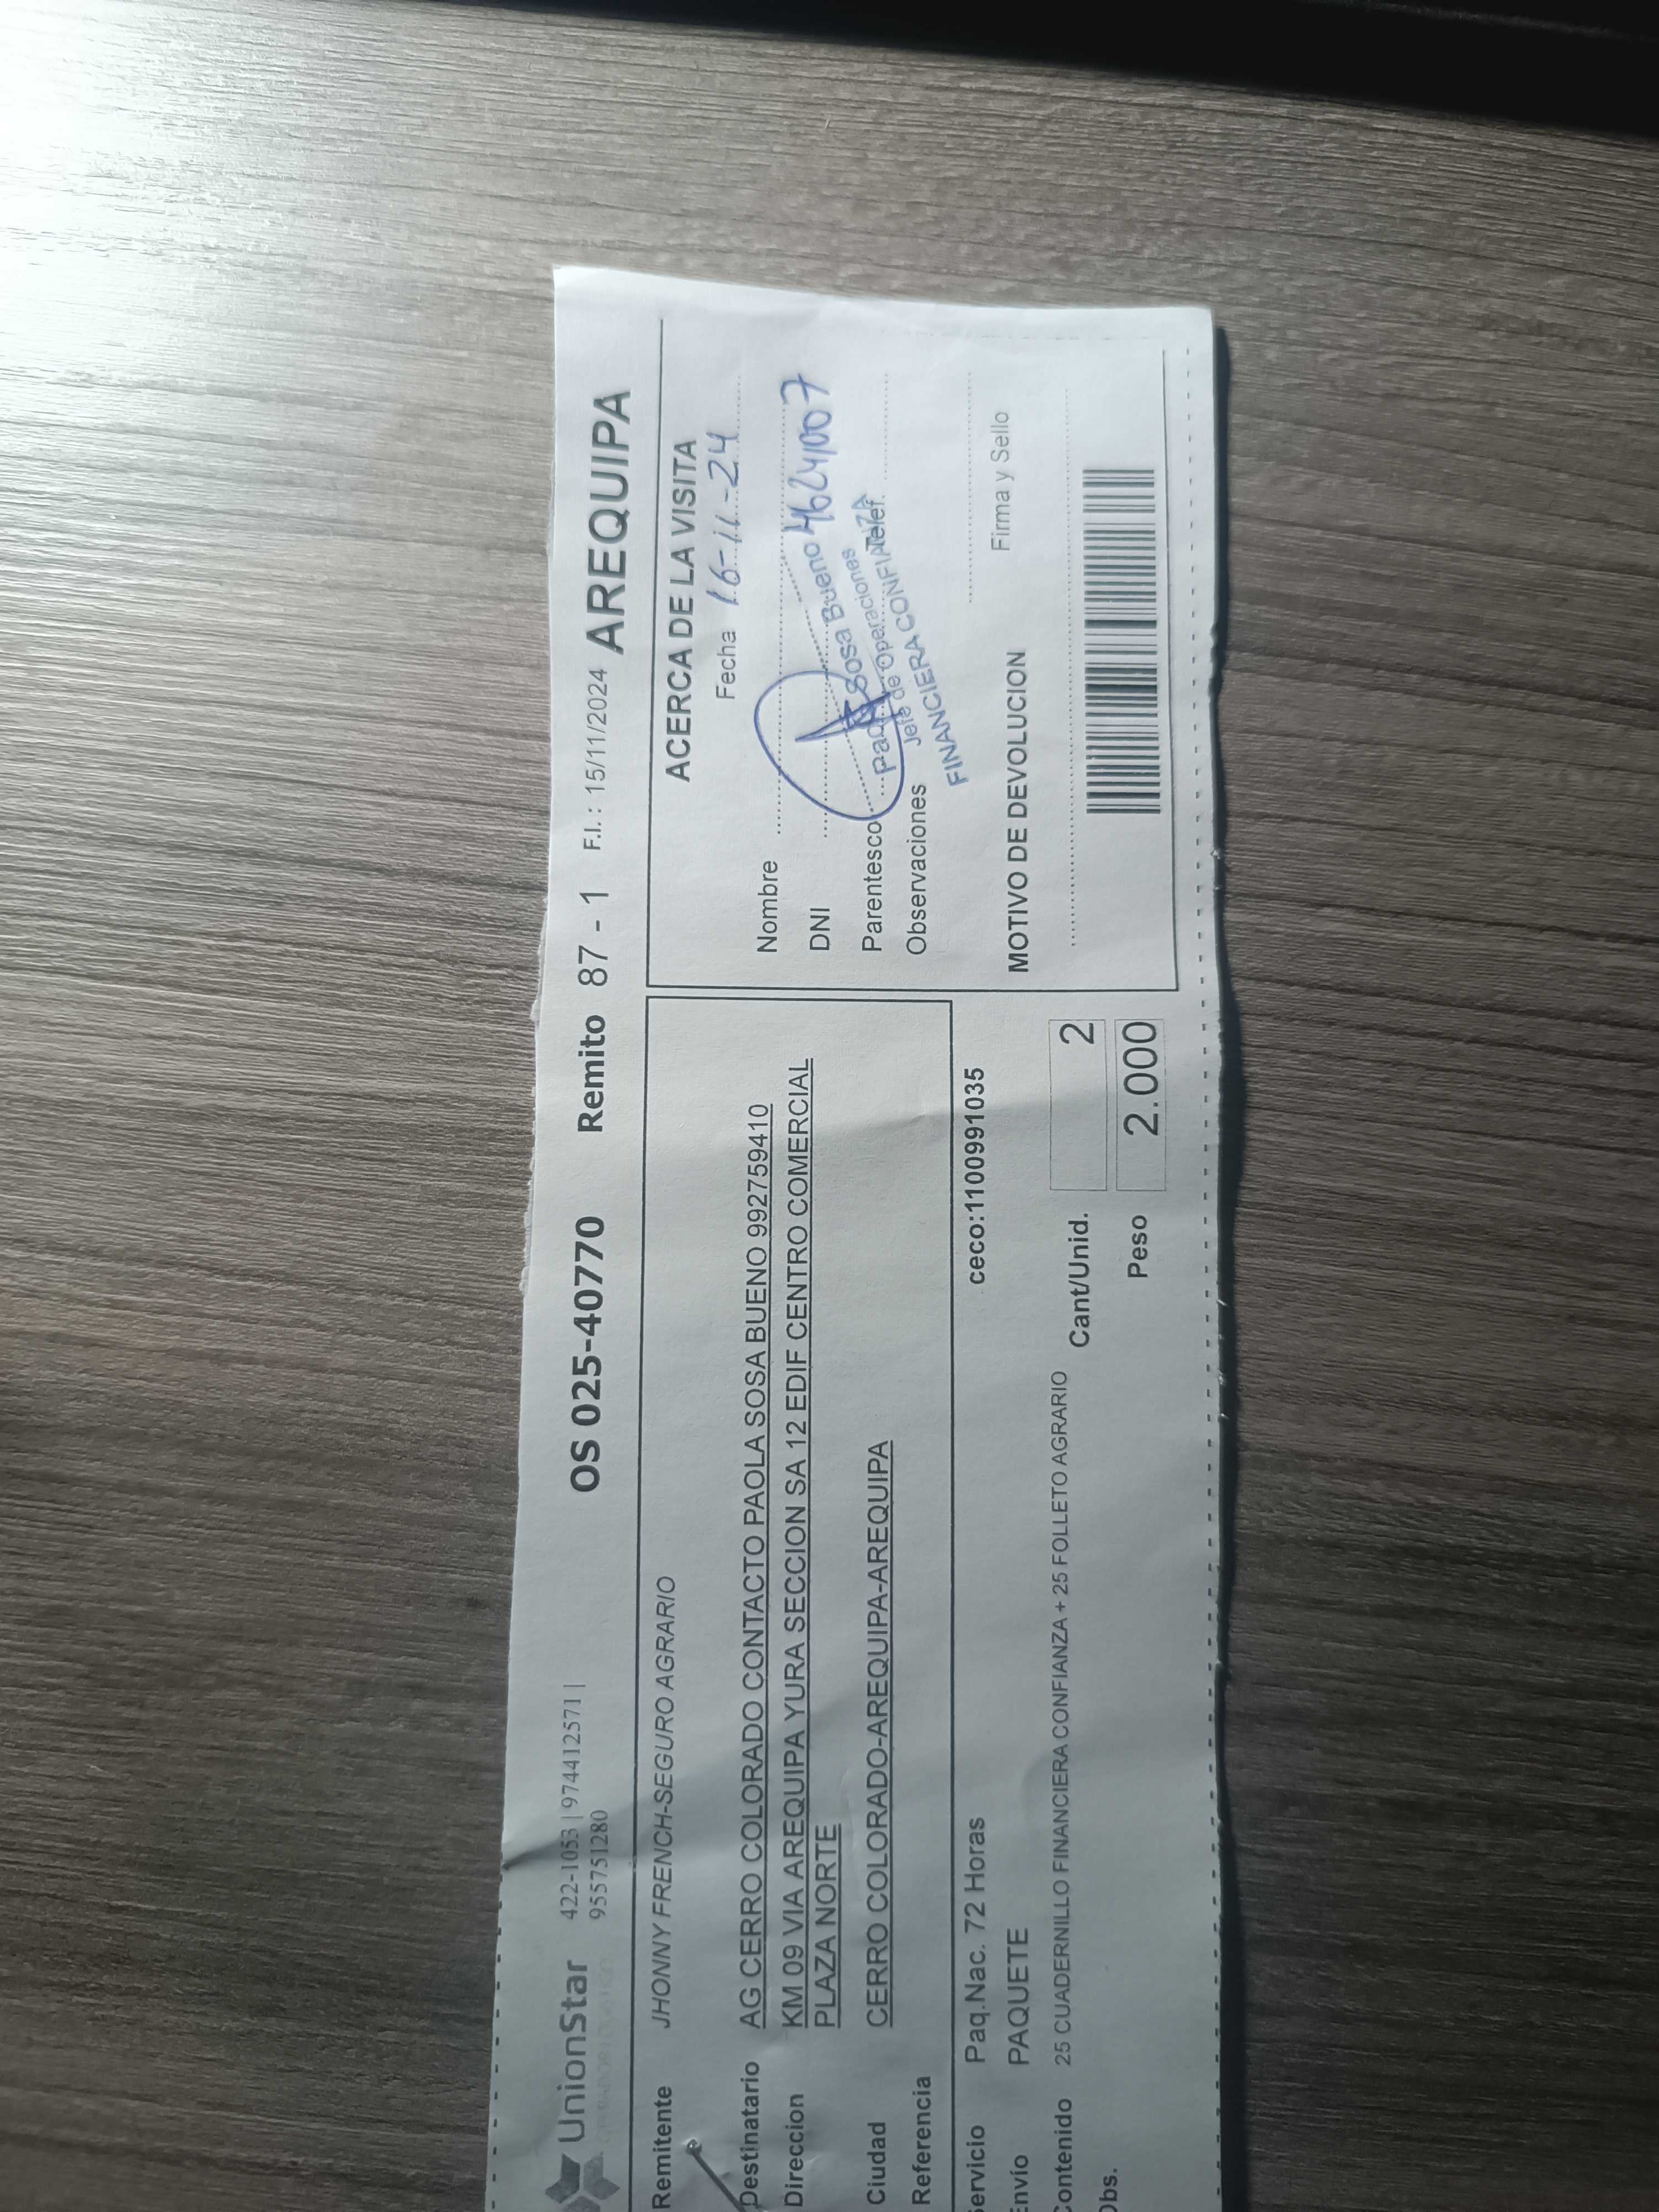 UnionStar
422-1053 | 974412571 |
955751280
OS 025-40770
Remito 87 - 1
F.I.: 15/11/2024 AREQUIPA
Remitente JHONNY FRENCH-SEGURO AGRARIO
Destinatario AG CERRO COLORADO CONTACTO PAOLA SOSA BUENO 992759410
Direccion KM 09 VIA AREQUIPA YURA SECCION SA 12 EDIF CENTRO COMERCIAL
PLAZA NORTE
Ciudad CERRO COLORADO-AREQUIPA-AREQUIPA
Referencia
ervicio Paq.Nac. 72 Horas
ceco:1100991035
Envío PAQUETE
Contenido 25 CUADERNILLO FINANCIERA CONFIANZA + 25 FOLLETO AGRARIO
Obs.
Cant/Unid. 2
Peso 2.000
ACERCA DE LA VISITA
Fecha 16-11-24
Nombre
DNI
46241007
Parentesco
Telef.
Observaciones
Sosa Bueno
Jefe de Operaciones
FINANCIERA CONFIANZA
Firma y Sello
MOTIVO DE DEVOLUCION